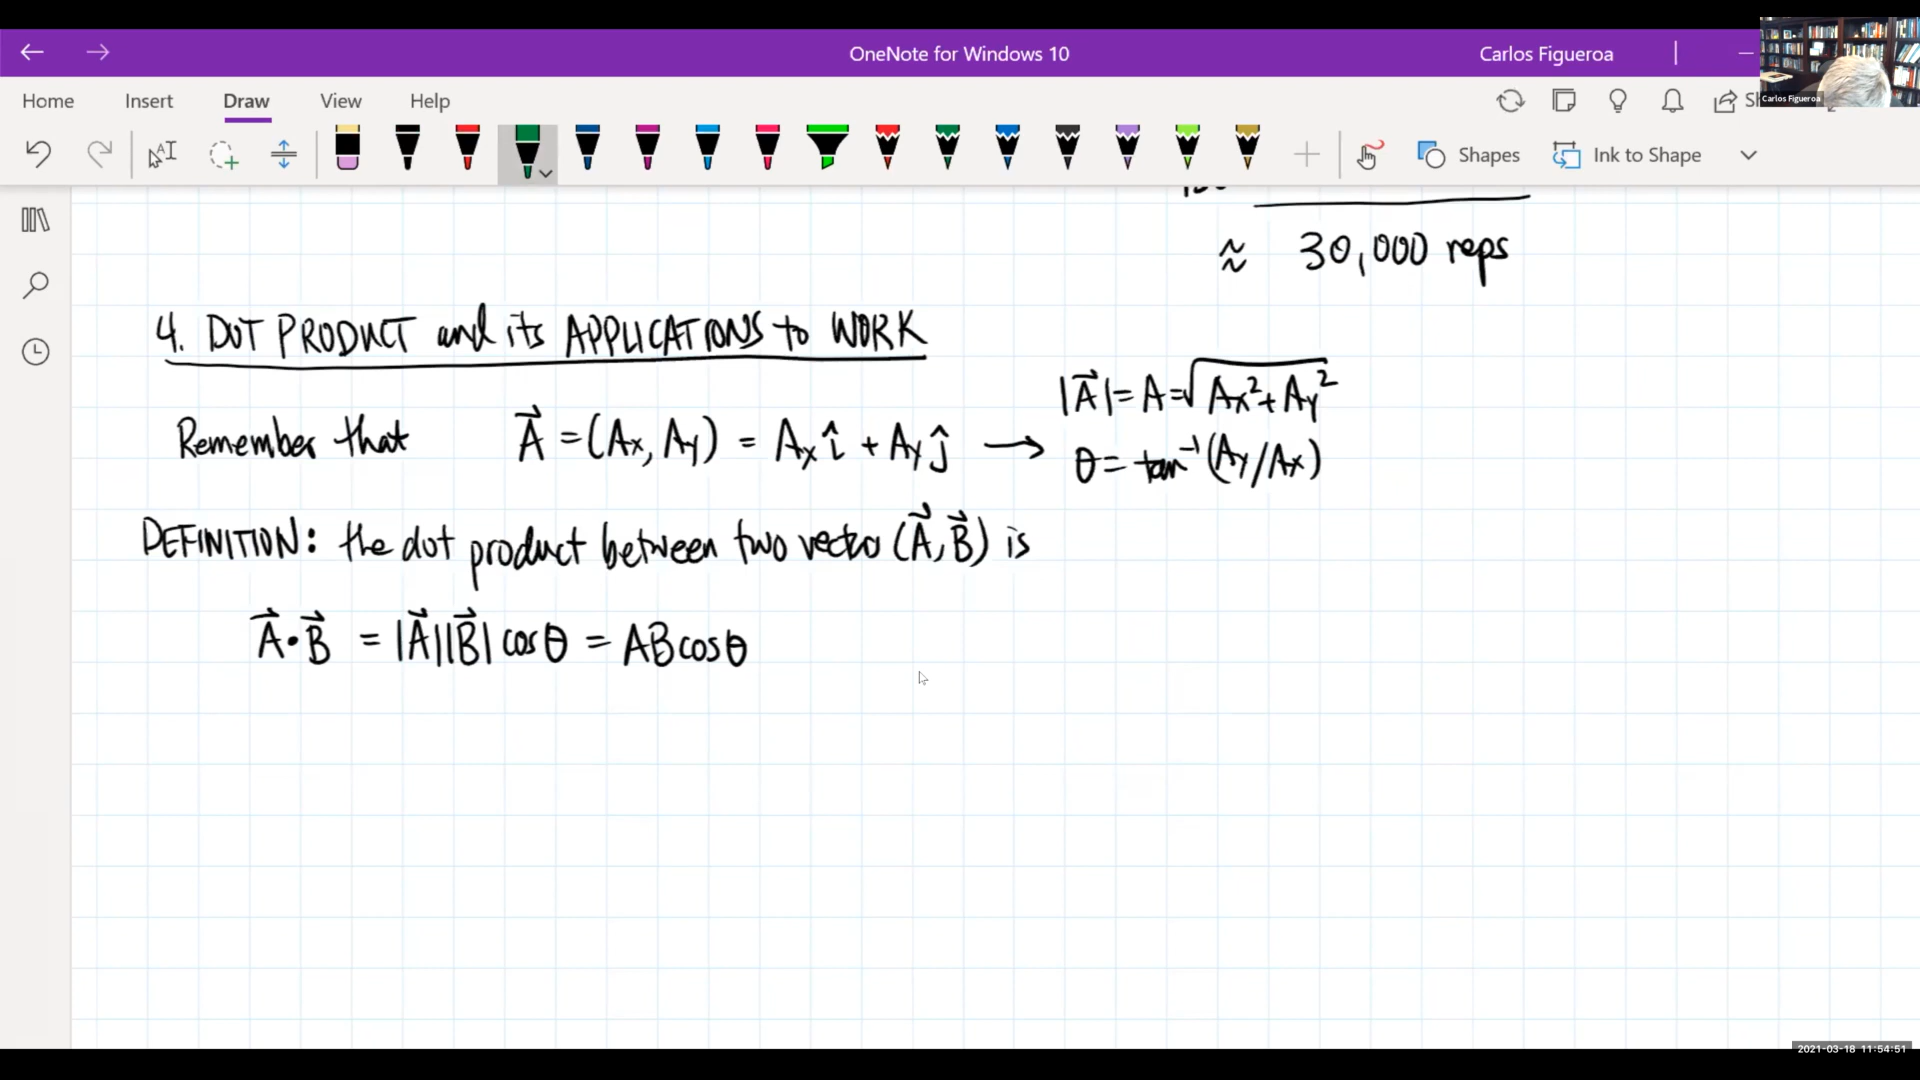 OneNote for Windows 10
Carlos Figueroa
Carlos Figueroa
Home Insert Draw View Help
Shapes Ink to Shape
≈ 30,000 reps
4. DOT PRODUCT and its APPLICATIONS to WORK
|A⃗| = A = √(Ax² + Ay²)
Remember that A⃗ = (Ax, Ay) = Ax î + Ay ĵ →
θ = tan⁻¹(Ay/Ax)
DEFINITION: the dot product between two vecto (A⃗, B⃗) is
A⃗ • B⃗ = |A⃗||B⃗| cos θ = AB cos θ
2021-03-18 11:54:51